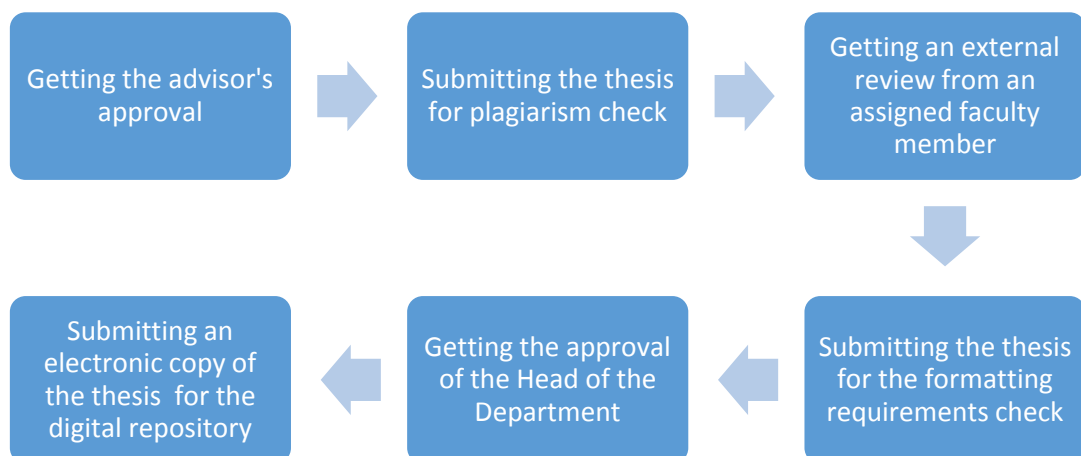 Getting the advisor's
approval
Submitting the thesis
for plagiarism check
Getting an external
review from an
assigned faculty
member
Submitting the thesis
for the formatting
requirements check
Getting the approval
of the Head of the
Department
Submitting an
electronic copy of
the thesis for the
digital repository